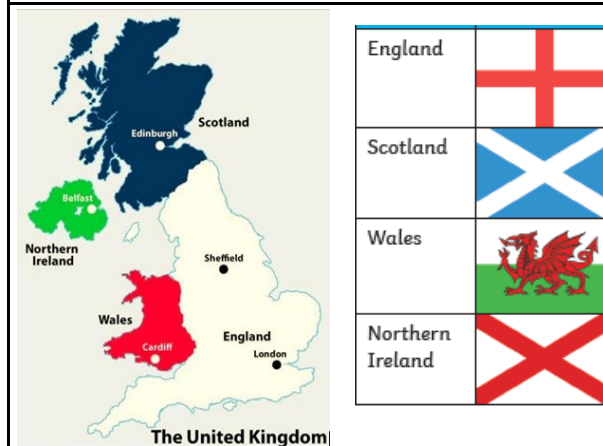 Edinburgh
Scotland
Belfast
Northern
Ireland
Sheffield
Wales
Cardiff
England
London
The United Kingdom
England
Scotland
Wales
Northern
Ireland